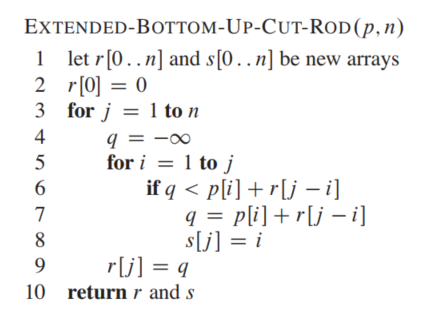 EXTENDED-BOTTOM-UP-CUT-ROD(p, n)
1 let r[0..n] and s[0..n] be new arrays
2 r[0] = 0
3 for j = 1 to n
4 q = −∞
5 for i = 1 to j
6 if q < p[i] + r[j − i]
7 q = p[i] + r[j − i]
8 s[j] = i
9 r[j] = q
10 return r and s